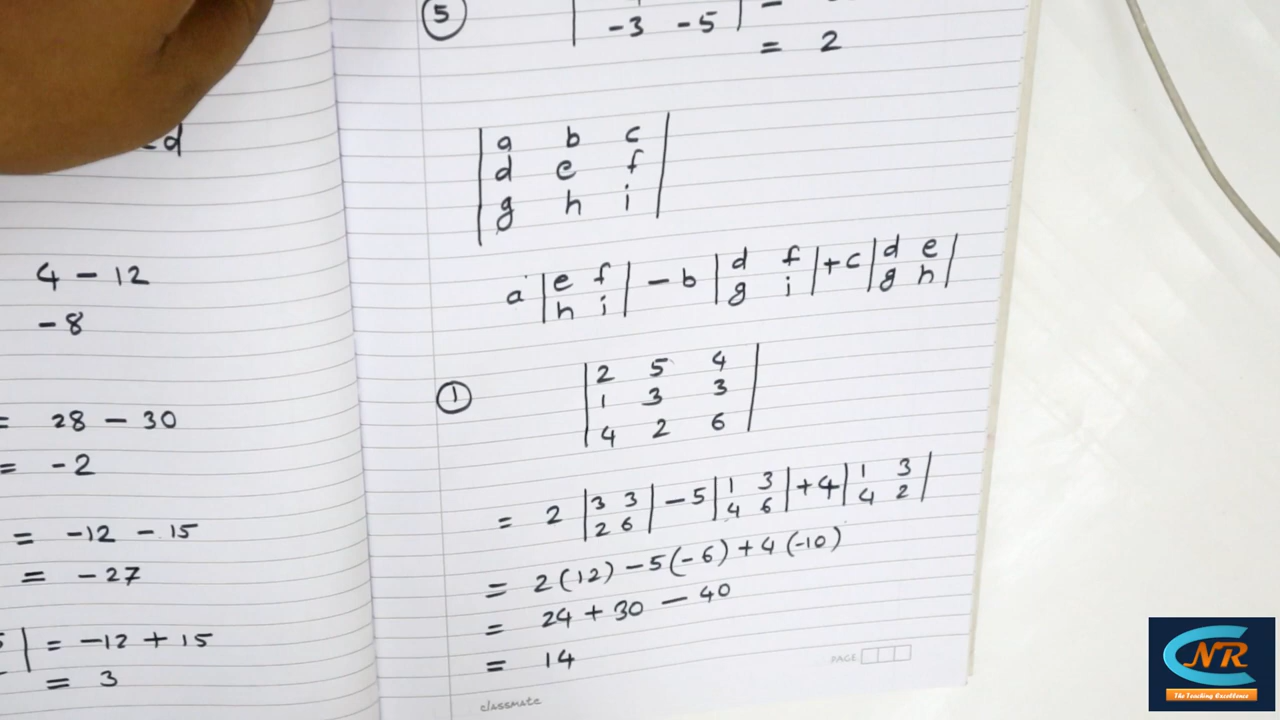 d
4 - 12
-8
= 28 - 30
= -2
= -12 - 15
= -27
| = -12 + 15
= 3
5
-3 -5 | =
= 2
| a b c |
| d e f |
| g h i |
a | e f | - b | d f | + c | d e |
| h i | | g i | | g h |
1
| 2 5 4 |
| 1 3 3 |
| 4 2 6 |
= 2 | 3 3 | - 5 | 1 3 | + 4 | 1 3 |
| 2 6 | | 4 6 | | 4 2 |
= 2(12) - 5(-6) + 4(-10)
= 24 + 30 - 40
= 14
PAGE
classmate
CNR
The Teaching Excellence